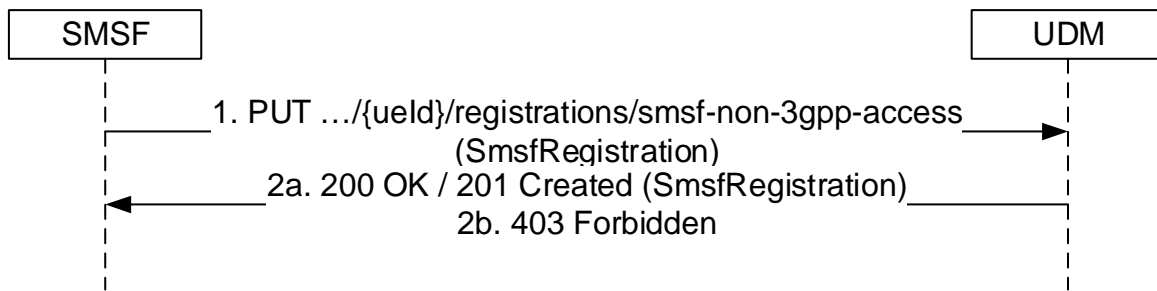 SMSF
UDM
1. PUT …/{ueId}/registrations/smsf-non-3gpp-access
(SmsfRegistration)
2a. 200 OK / 201 Created (SmsfRegistration)
2b. 403 Forbidden